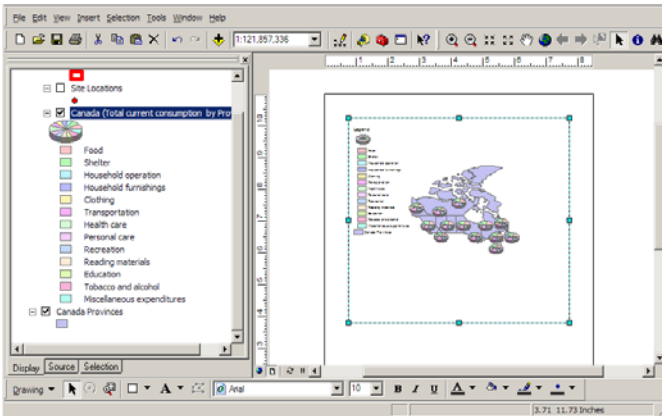 File Edit View Insert Selection Tools Window Help
1:121,857,336
Site Locations
Canada (Total current consumption by Pro
Food
Shelter
Household operation
Household furnishings
Clothing
Transportation
Health care
Personal care
Recreation
Reading materials
Education
Tobacco and alcohol
Miscellaneous expenditures
Canada Provinces
Display Source Selection
Legend
Drawing A Arial 10 B I U A
3.71 11.73 Inches